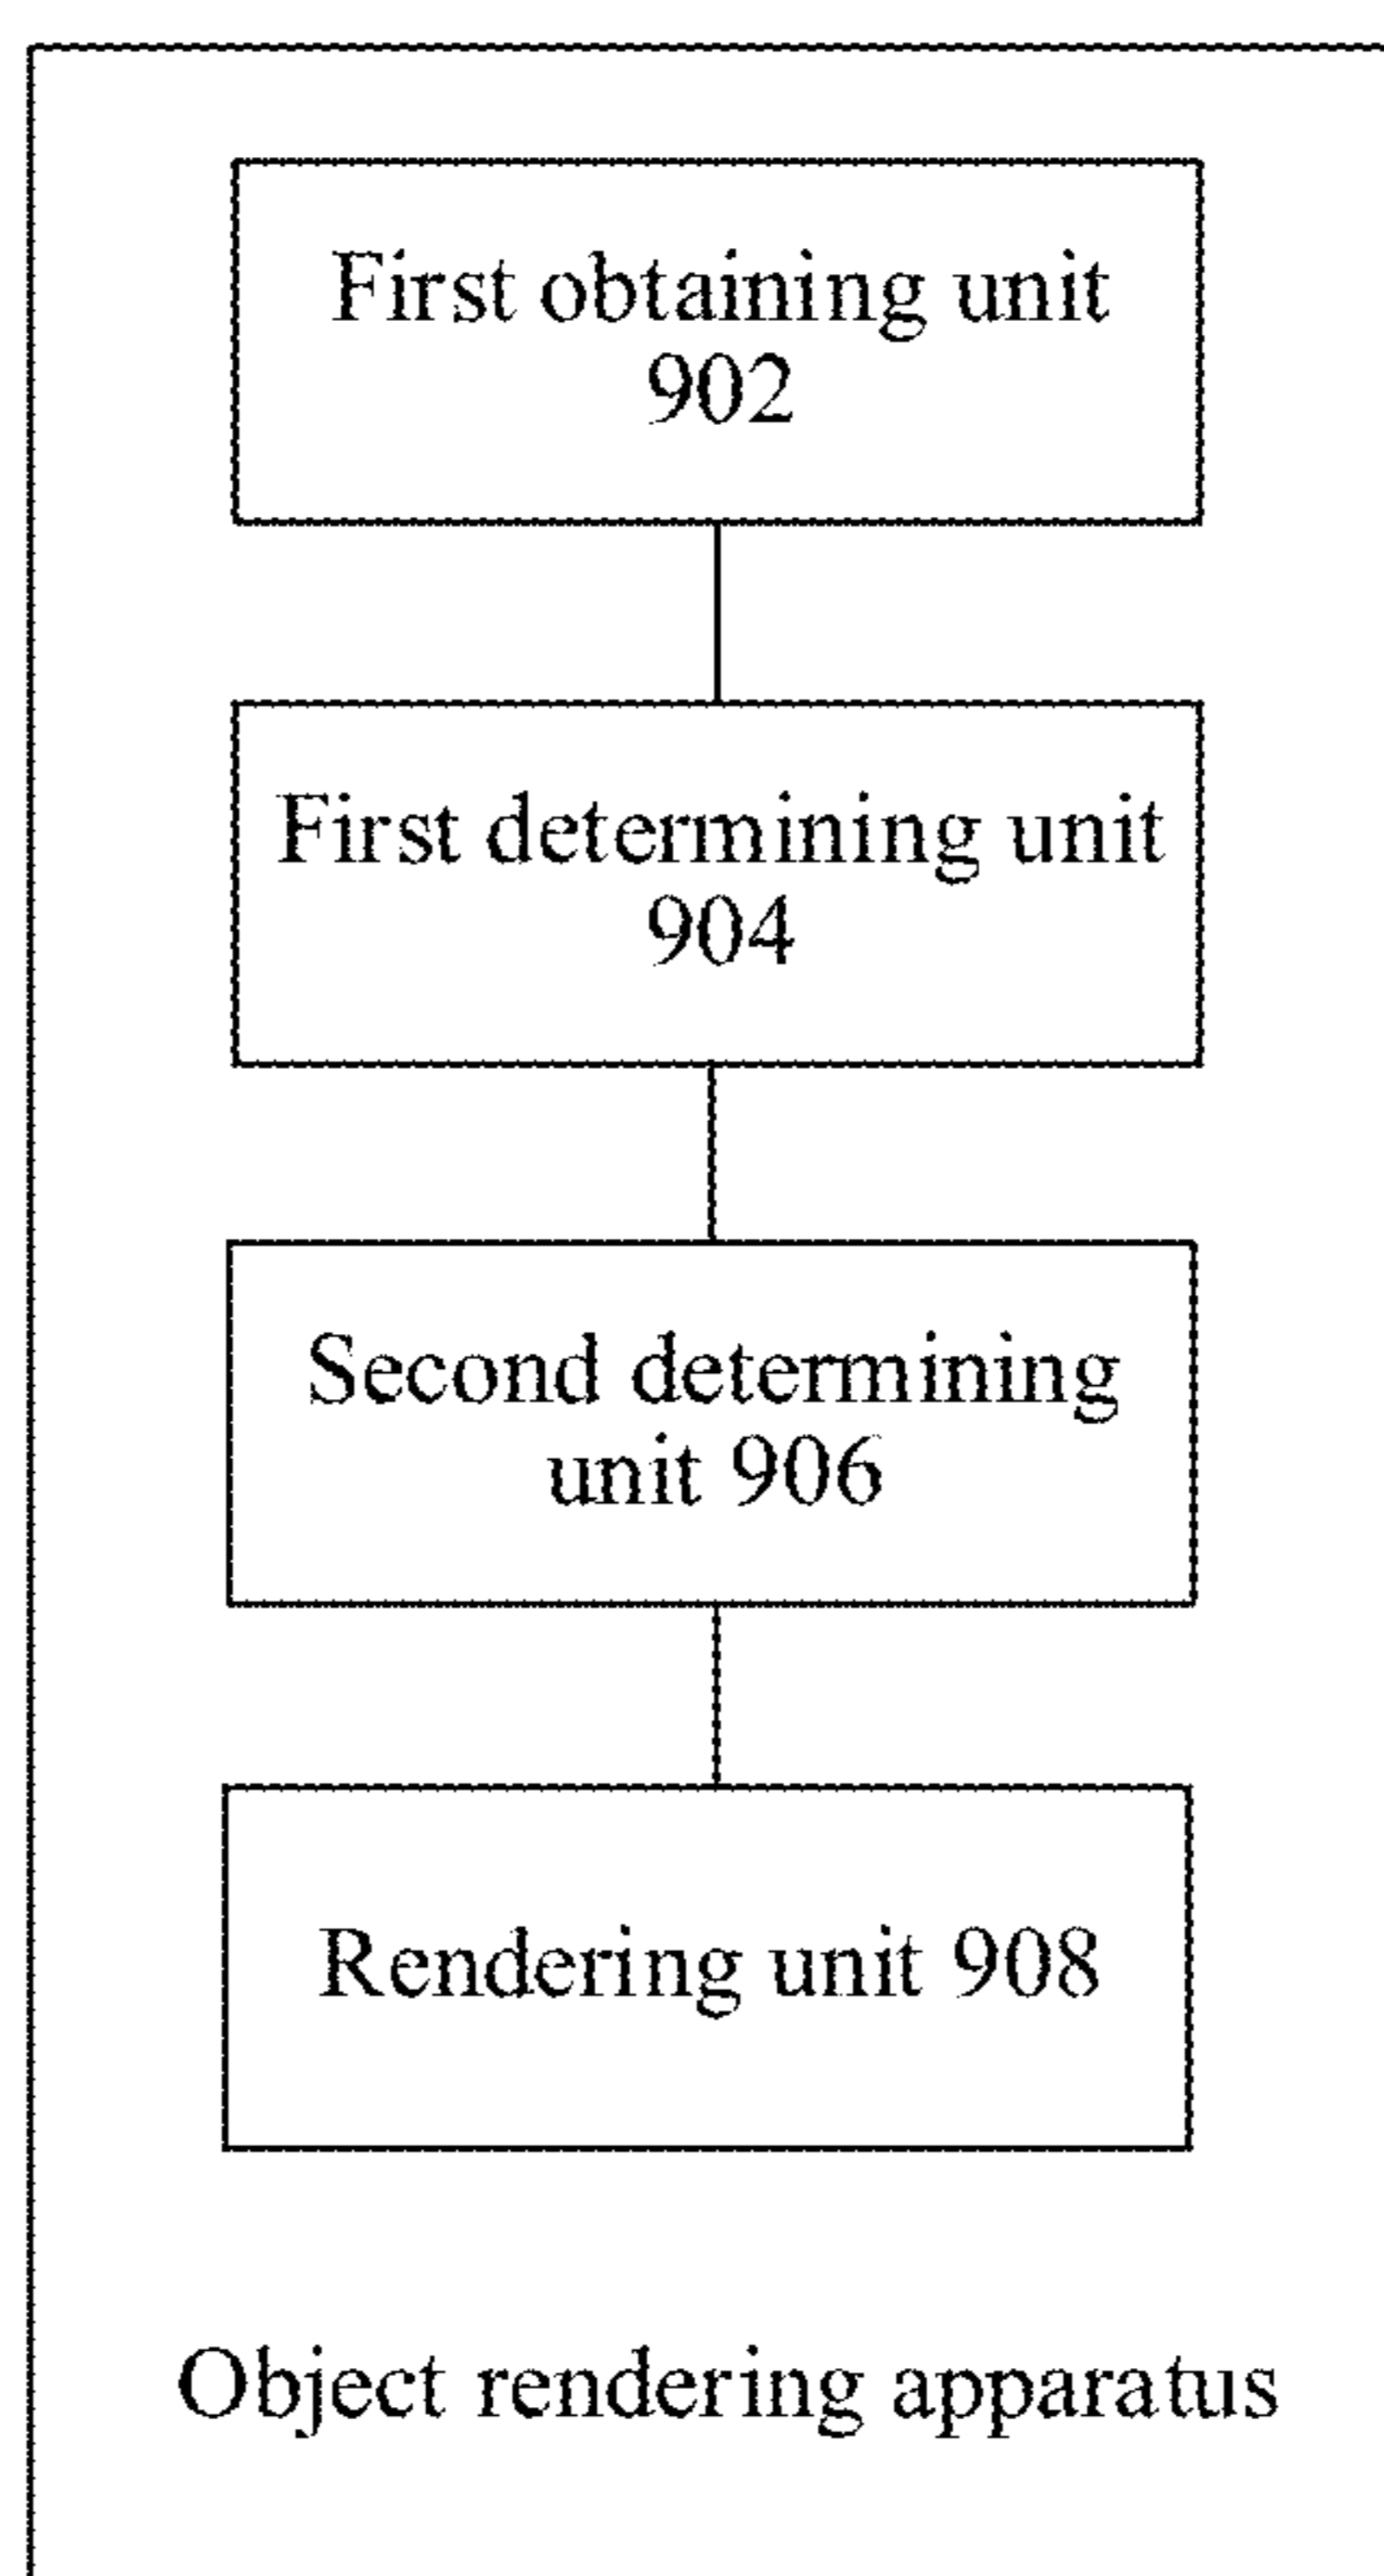 First obtaining unit
902
First determining unit
904
Second determining
unit 906
Rendering unit 908
Object rendering apparatus